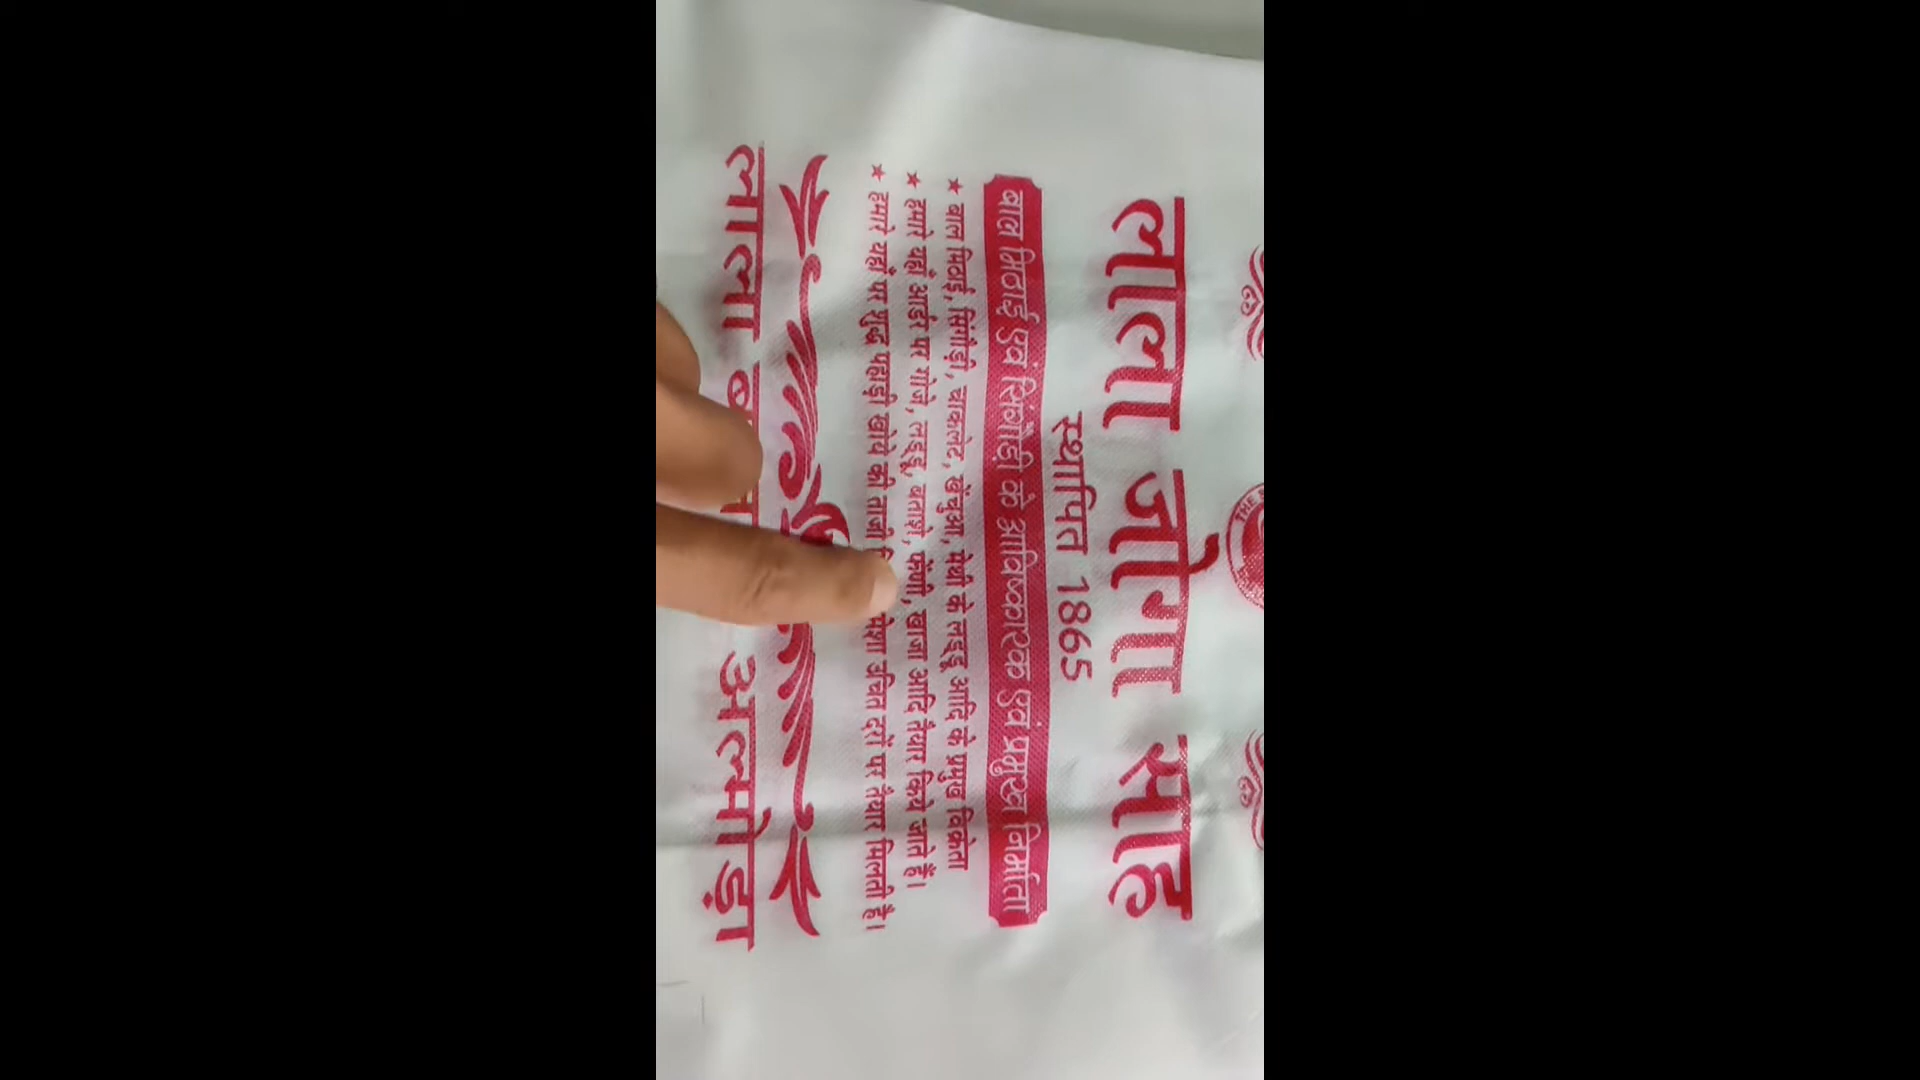 THE
लाला जोगा साह
स्थापित 1865
बाल मिठाई एवं सिंगौड़ी के आविष्कारक एवं प्रमुख निर्माता
★ बाल मिठाई, सिंगौड़ी, चाकलेट, खेंचुआ, मेथी के लड्डू आदि के प्रमुख विक्रेता
★ हमारे यहां आर्डर पर गोजे, लड्डू, बताशे, फेंणी, खाजा आदि तैयार किये जाते हैं।
★ हमारे यहां पर शुद्ध पहाड़ी खोये की ताजी उचित दरों पर तैयार मिलती है।
लाला अल्मोड़ा